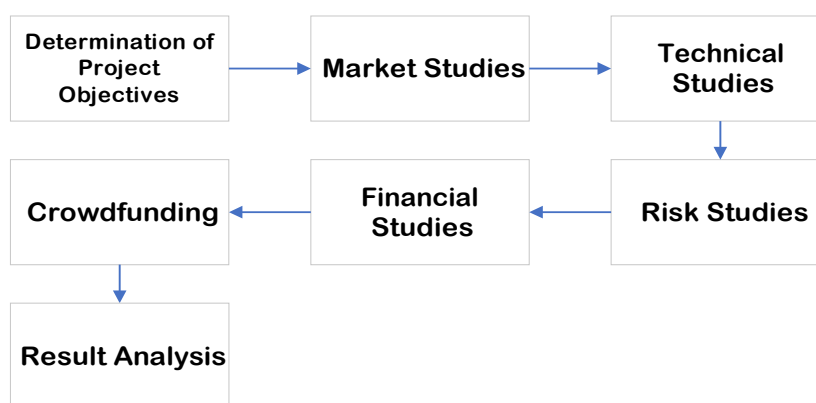 Determination of
Project
Objectives
Market Studies
Technical
Studies
Risk Studies
Financial
Studies
Crowdfunding
Result Analysis